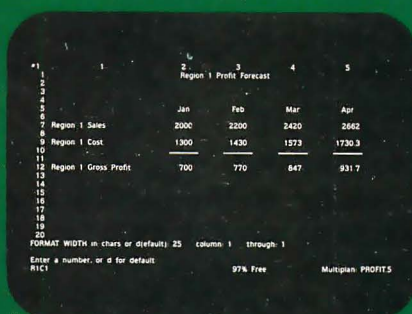 #1 1 2 3 4 5
1 Region 1 Profit Forecast
2
3
4
5 Jan Feb Mar Apr
6
7 Region 1 Sales 2000 2200 2420 2662
8
9 Region 1 Cost 1300 1430 1573 1730.3
10
11
12 Region 1 Gross Profit 700 770 847 931.7
13
14
15
16
17
18
19
20
FORMAT WIDTH in chars or d(efault): 25 column: 1 through: 1
Enter a number, or d for default
R1C1 97% Free Multiplan: PROFIT.5